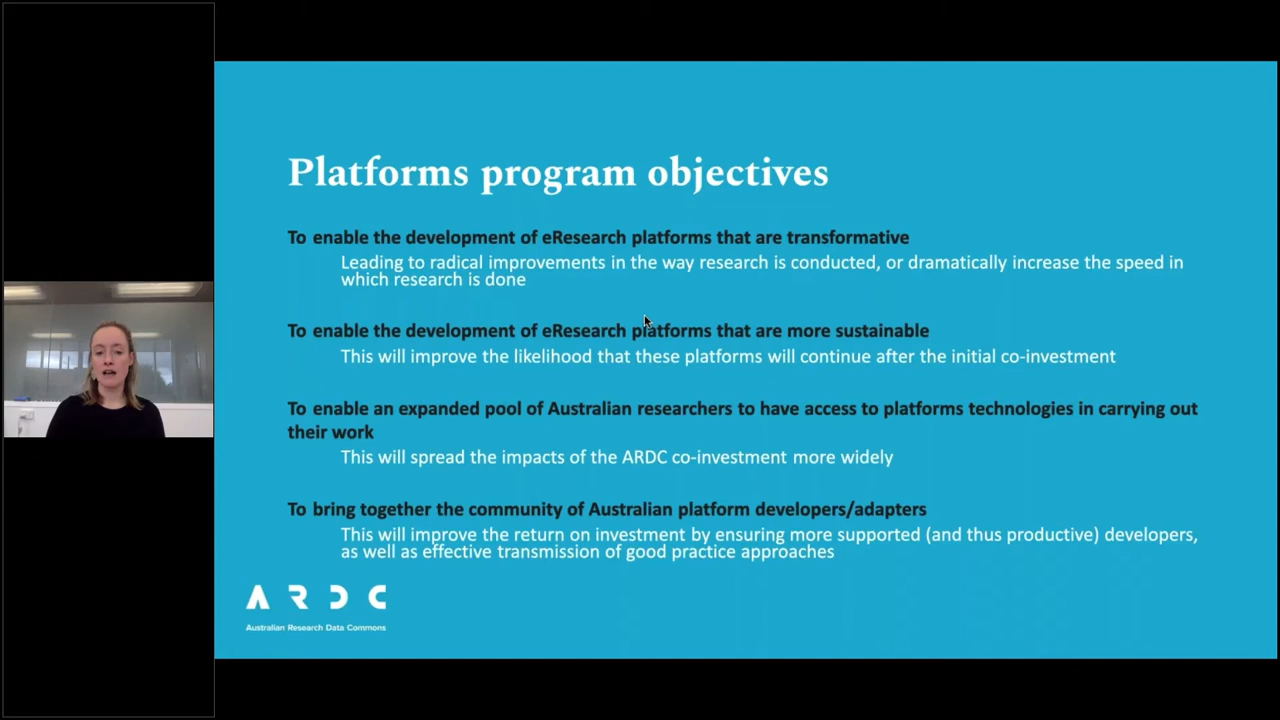 Platforms program objectives
To enable the development of eResearch platforms that are transformative
Leading to radical improvements in the way research is conducted, or dramatically increase the speed in
which research is done
To enable the development of eResearch platforms that are more sustainable
This will improve the likelihood that these platforms will continue after the initial co-investment
To enable an expanded pool of Australian researchers to have access to platforms technologies in carrying out
their work
This will spread the impacts of the ARDC co-investment more widely
To bring together the community of Australian platform developers/adapters
This will improve the return on investment by ensuring more supported (and thus productive) developers,
as well as effective transmission of good practice approaches
ARDC
Australian Research Data Commons